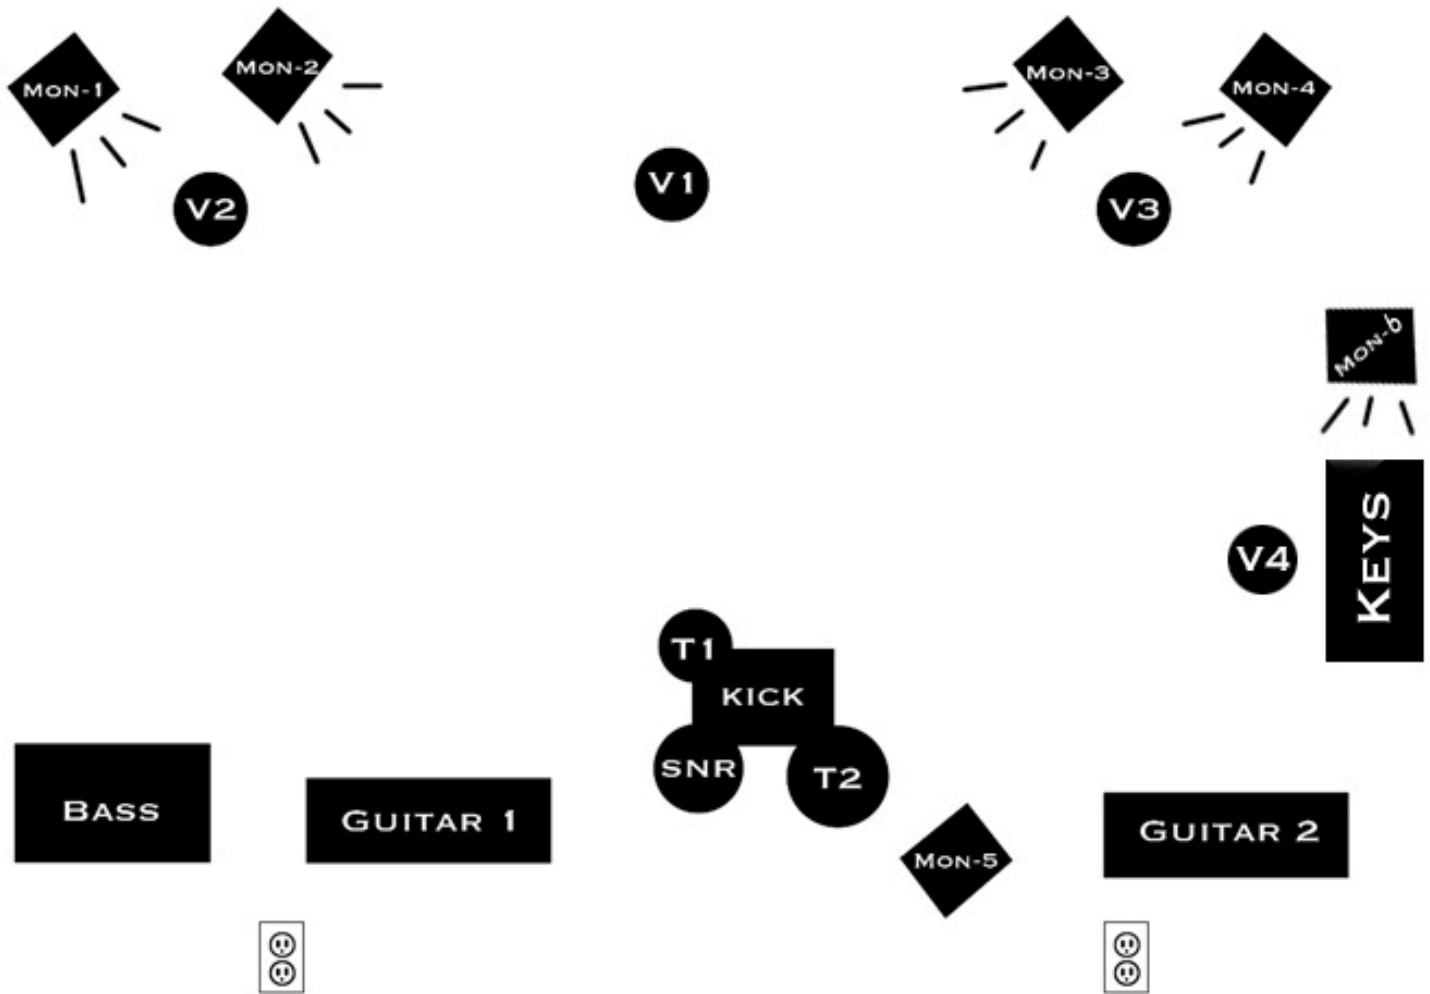 Mon-1
Mon-2
Mon-3
Mon-4
V1
V2
V3
Mon-6
Keys
V4
T1
KICK
SNR
T2
Bass
Guitar 1
Guitar 2
Mon-5